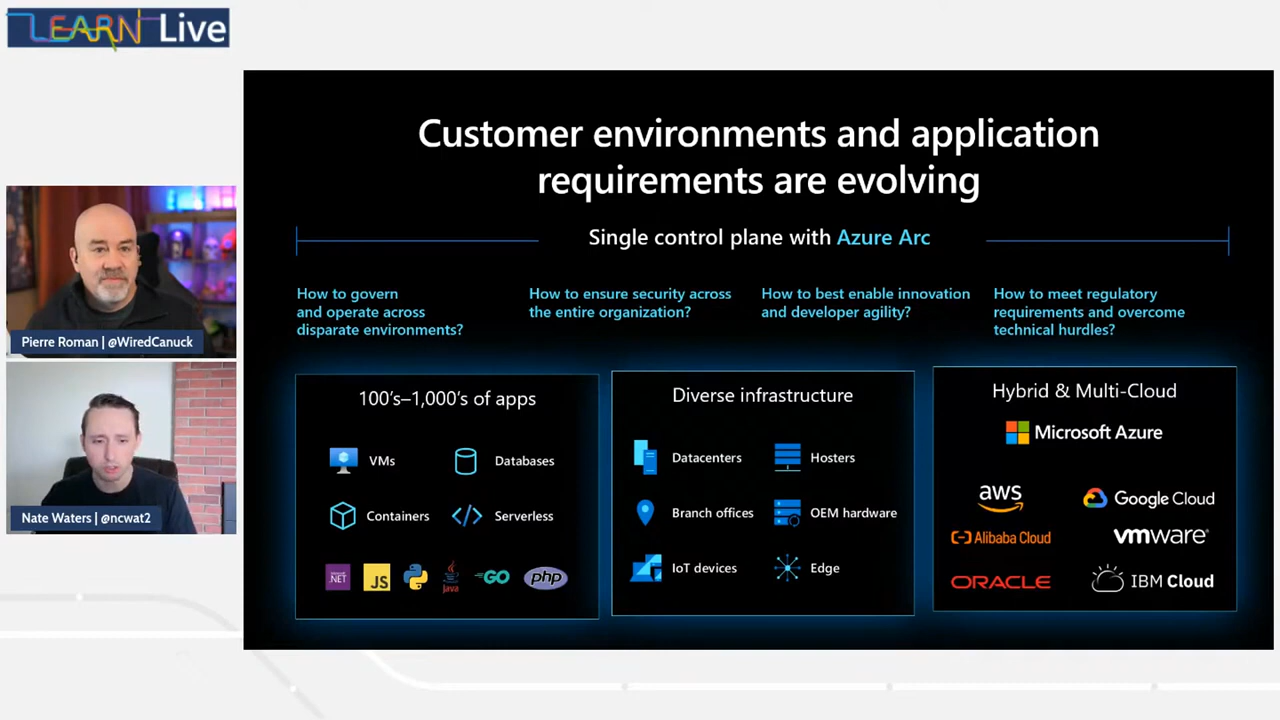 LEARN Live
Customer environments and application
requirements are evolving
Single control plane with Azure Arc
How to govern
and operate across
disparate environments?
How to ensure security across
the entire organization?
How to best enable innovation
and developer agility?
How to meet regulatory
requirements and overcome
technical hurdles?
100's–1,000's of apps
VMs
Databases
Containers
Serverless
.NET
JS
Java
GO
php
Diverse infrastructure
Datacenters
Hosters
Branch offices
OEM hardware
IoT devices
Edge
Hybrid & Multi-Cloud
Microsoft Azure
aws
Google Cloud
Alibaba Cloud
vmware®
ORACLE
IBM Cloud
Pierre Roman | @WiredCanuck
Nate Waters | @ncwat2